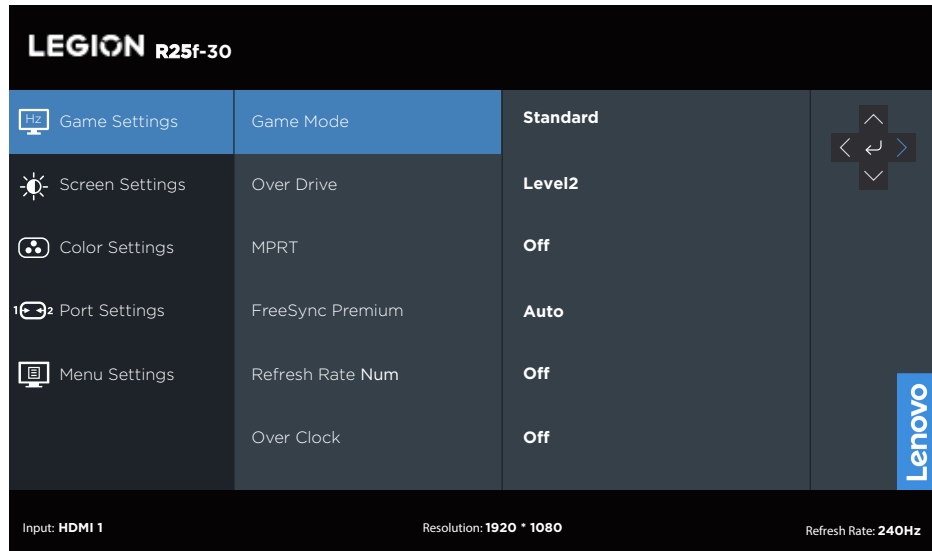 LEGION R25f-30
Hz Game Settings Game Mode Standard
Screen Settings Over Drive Level2
Color Settings MPRT Off
1 2 Port Settings FreeSync Premium Auto
Menu Settings Refresh Rate Num Off
Over Clock Off
Lenovo
Input: HDMI 1 Resolution: 1920 * 1080 Refresh Rate: 240Hz